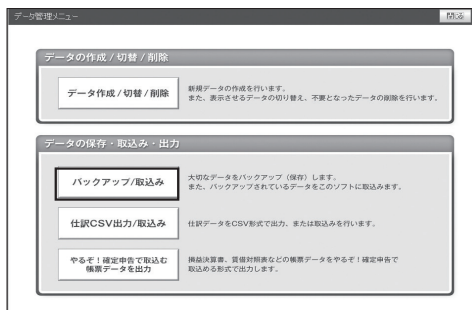 データ管理メニュー
閉じる
データの作成 / 切替 / 削除
データ作成 / 切替 / 削除
新規データの作成を行います。
また、表示させるデータの切り替え、不要となったデータの削除を行います。
データの保存・取込み・出力
バックアップ/取込み
大切なデータをバックアップ（保存）します。
また、バックアップされているデータをこのソフトに取込みます。
仕訳CSV出力/取込み
仕訳データをCSV形式で出力、または取込みを行います。
やるぞ！確定申告で取込む
帳票データを出力
損益決算書、貸借対照表などの帳票データをやるぞ！確定申告で
取込める形式で出力します。